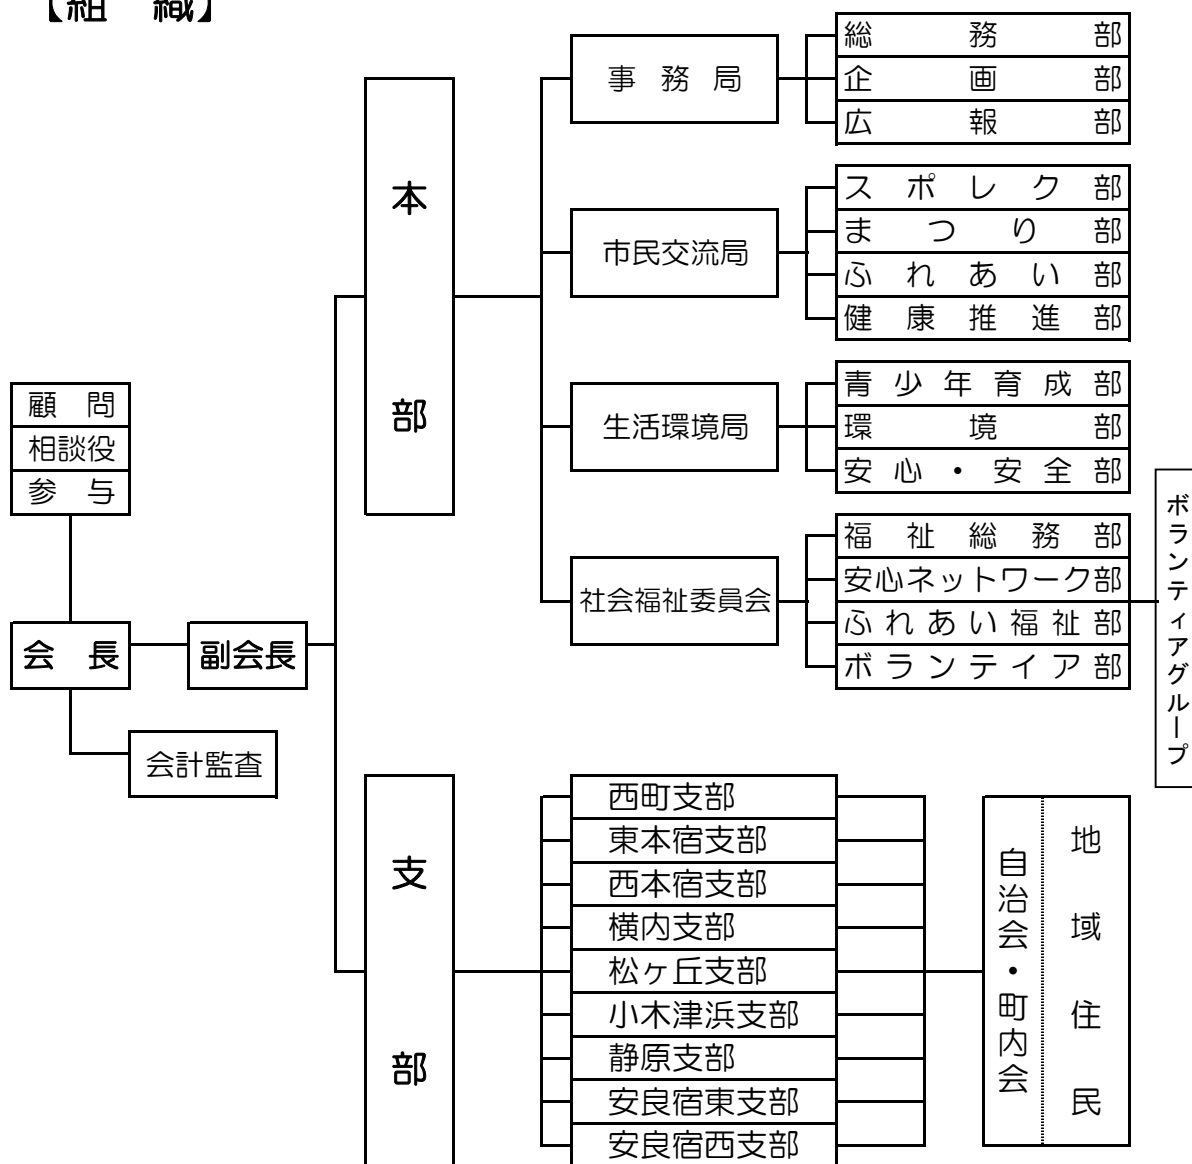 【組　織】
顧　問
相談役
参　与
会　長
副会長
会計監査
本部
事務局
総務部
企画部
広報部
市民交流局
スポレク部
まつり部
ふれあい部
健康推進部
生活環境局
青少年育成部
環境部
安心・安全部
社会福祉委員会
福祉総務部
安心ネットワーク部
ふれあい福祉部
ボランテイア部
ボランティアグループ
支部
西町支部
東本宿支部
西本宿支部
横内支部
松ヶ丘支部
小木津浜支部
静原支部
安良宿東支部
安良宿西支部
自治会・町内会
地域住民